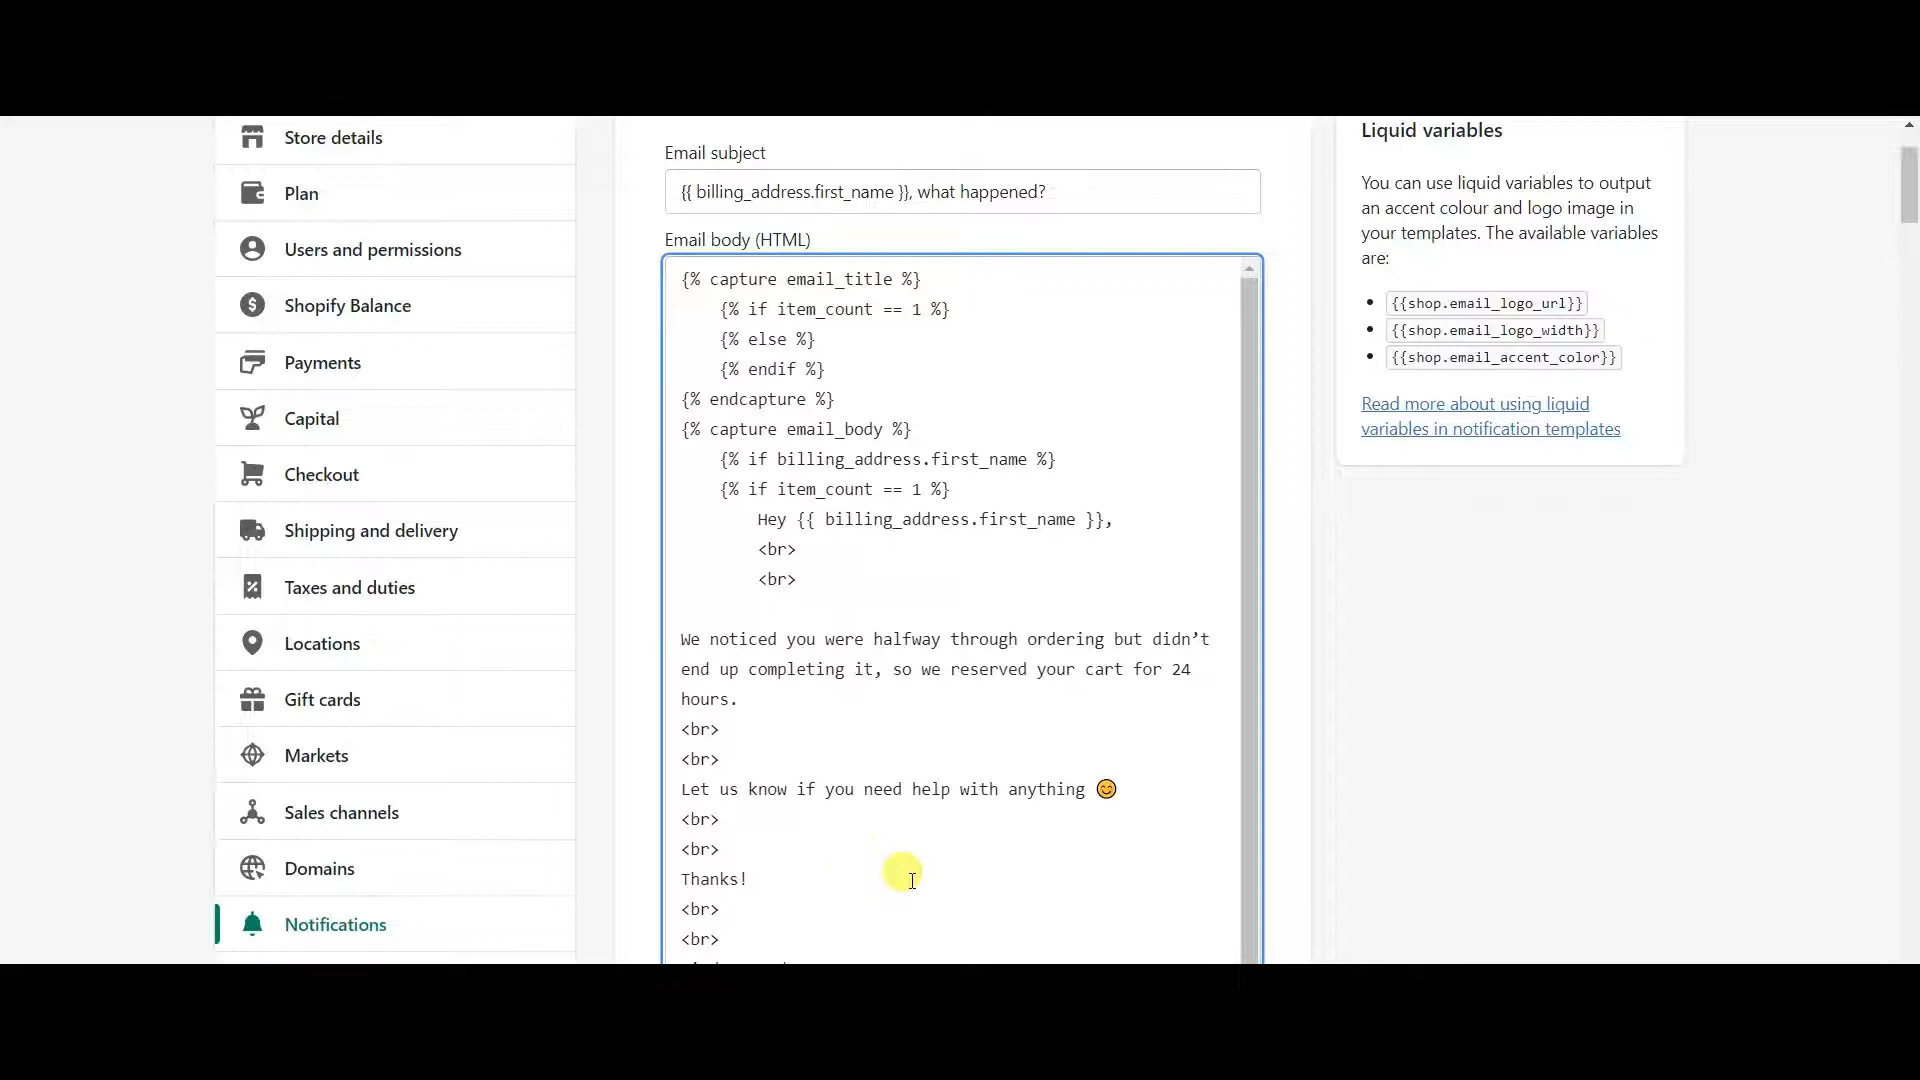 Store details
Plan
Users and permissions
Shopify Balance
Payments
Capital
Checkout
Shipping and delivery
Taxes and duties
Locations
Gift cards
Markets
Sales channels
Domains
Notifications
Email subject
{{ billing_address.first_name }}, what happened?
Email body (HTML)
{% capture email_title %}
{% if item_count == 1 %}
{% else %}
{% endif %}
{% endcapture %}
{% capture email_body %}
{% if billing_address.first_name %}
{% if item_count == 1 %}
Hey {{ billing_address.first_name }},
<br>
<br>
We noticed you were halfway through ordering but didn’t
end up completing it, so we reserved your cart for 24
hours.
<br>
<br>
Let us know if you need help with anything 😊
<br>
<br>
Thanks!
<br>
<br>
Liquid variables
You can use liquid variables to output
an accent colour and logo image in
your templates. The available variables
are:
• {{shop.email_logo_url}}
• {{shop.email_logo_width}}
• {{shop.email_accent_color}}
Read more about using liquid
variables in notification templates